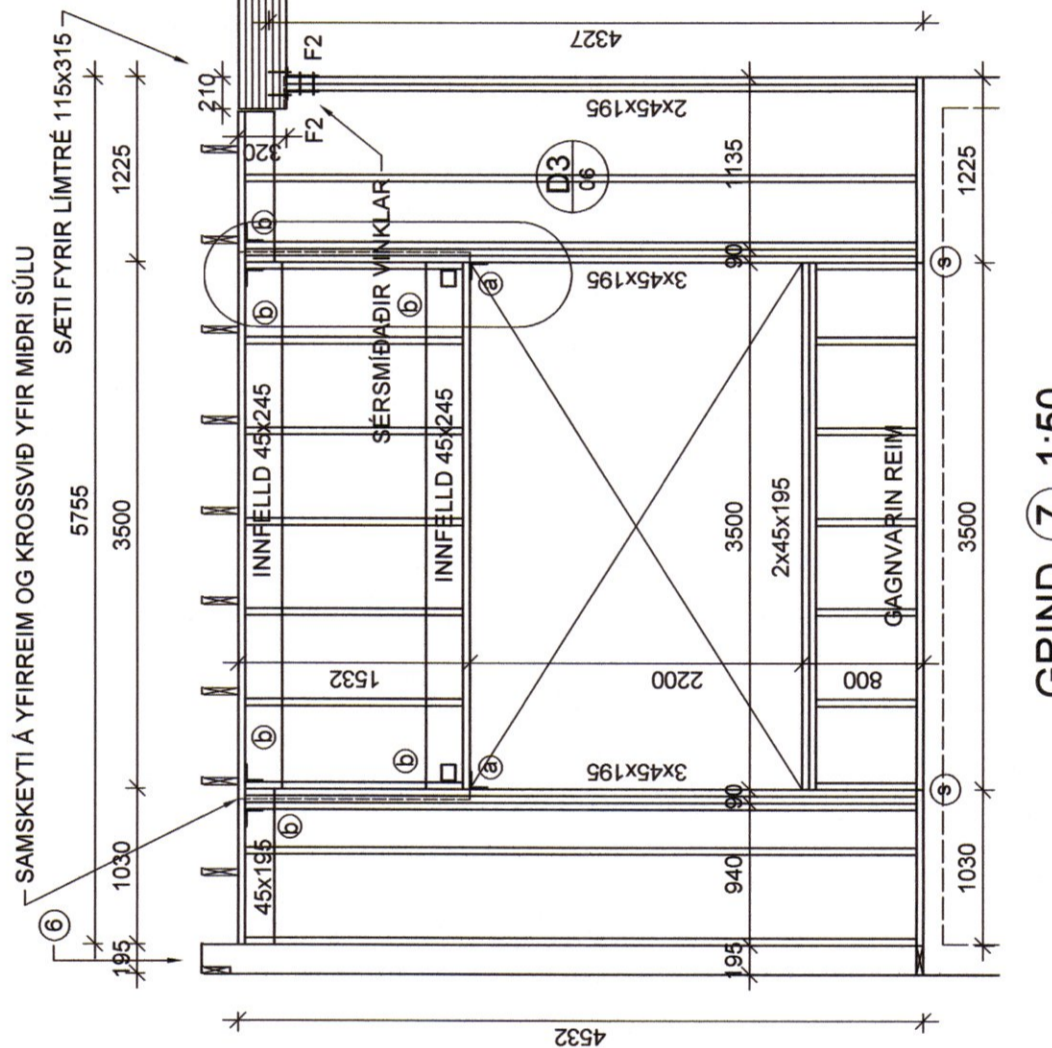 SAMSKEYTI Á YFIRREIM OG KROSSVIÐ YFIR MIÐRI SÚLU
SÆTI FYRIR LÍMTRÉ 115x315
6
5755
195
1030
3500
1225
210
320
F2
F2
4327
4532
45x195
b
b
b
b
b
b
INNFELLD 45x245
INNFELLD 45x245
SÉRSMÍÐAÐIR VINKLAR
D3
06
a
a
1532
2200
800
3x45x195
3x45x195
2x45x195
2x45x195
195
940
90
3500
90
1135
GAGNVARIN REIM
s
s
1030
3500
1225
GRIND 7 1:50